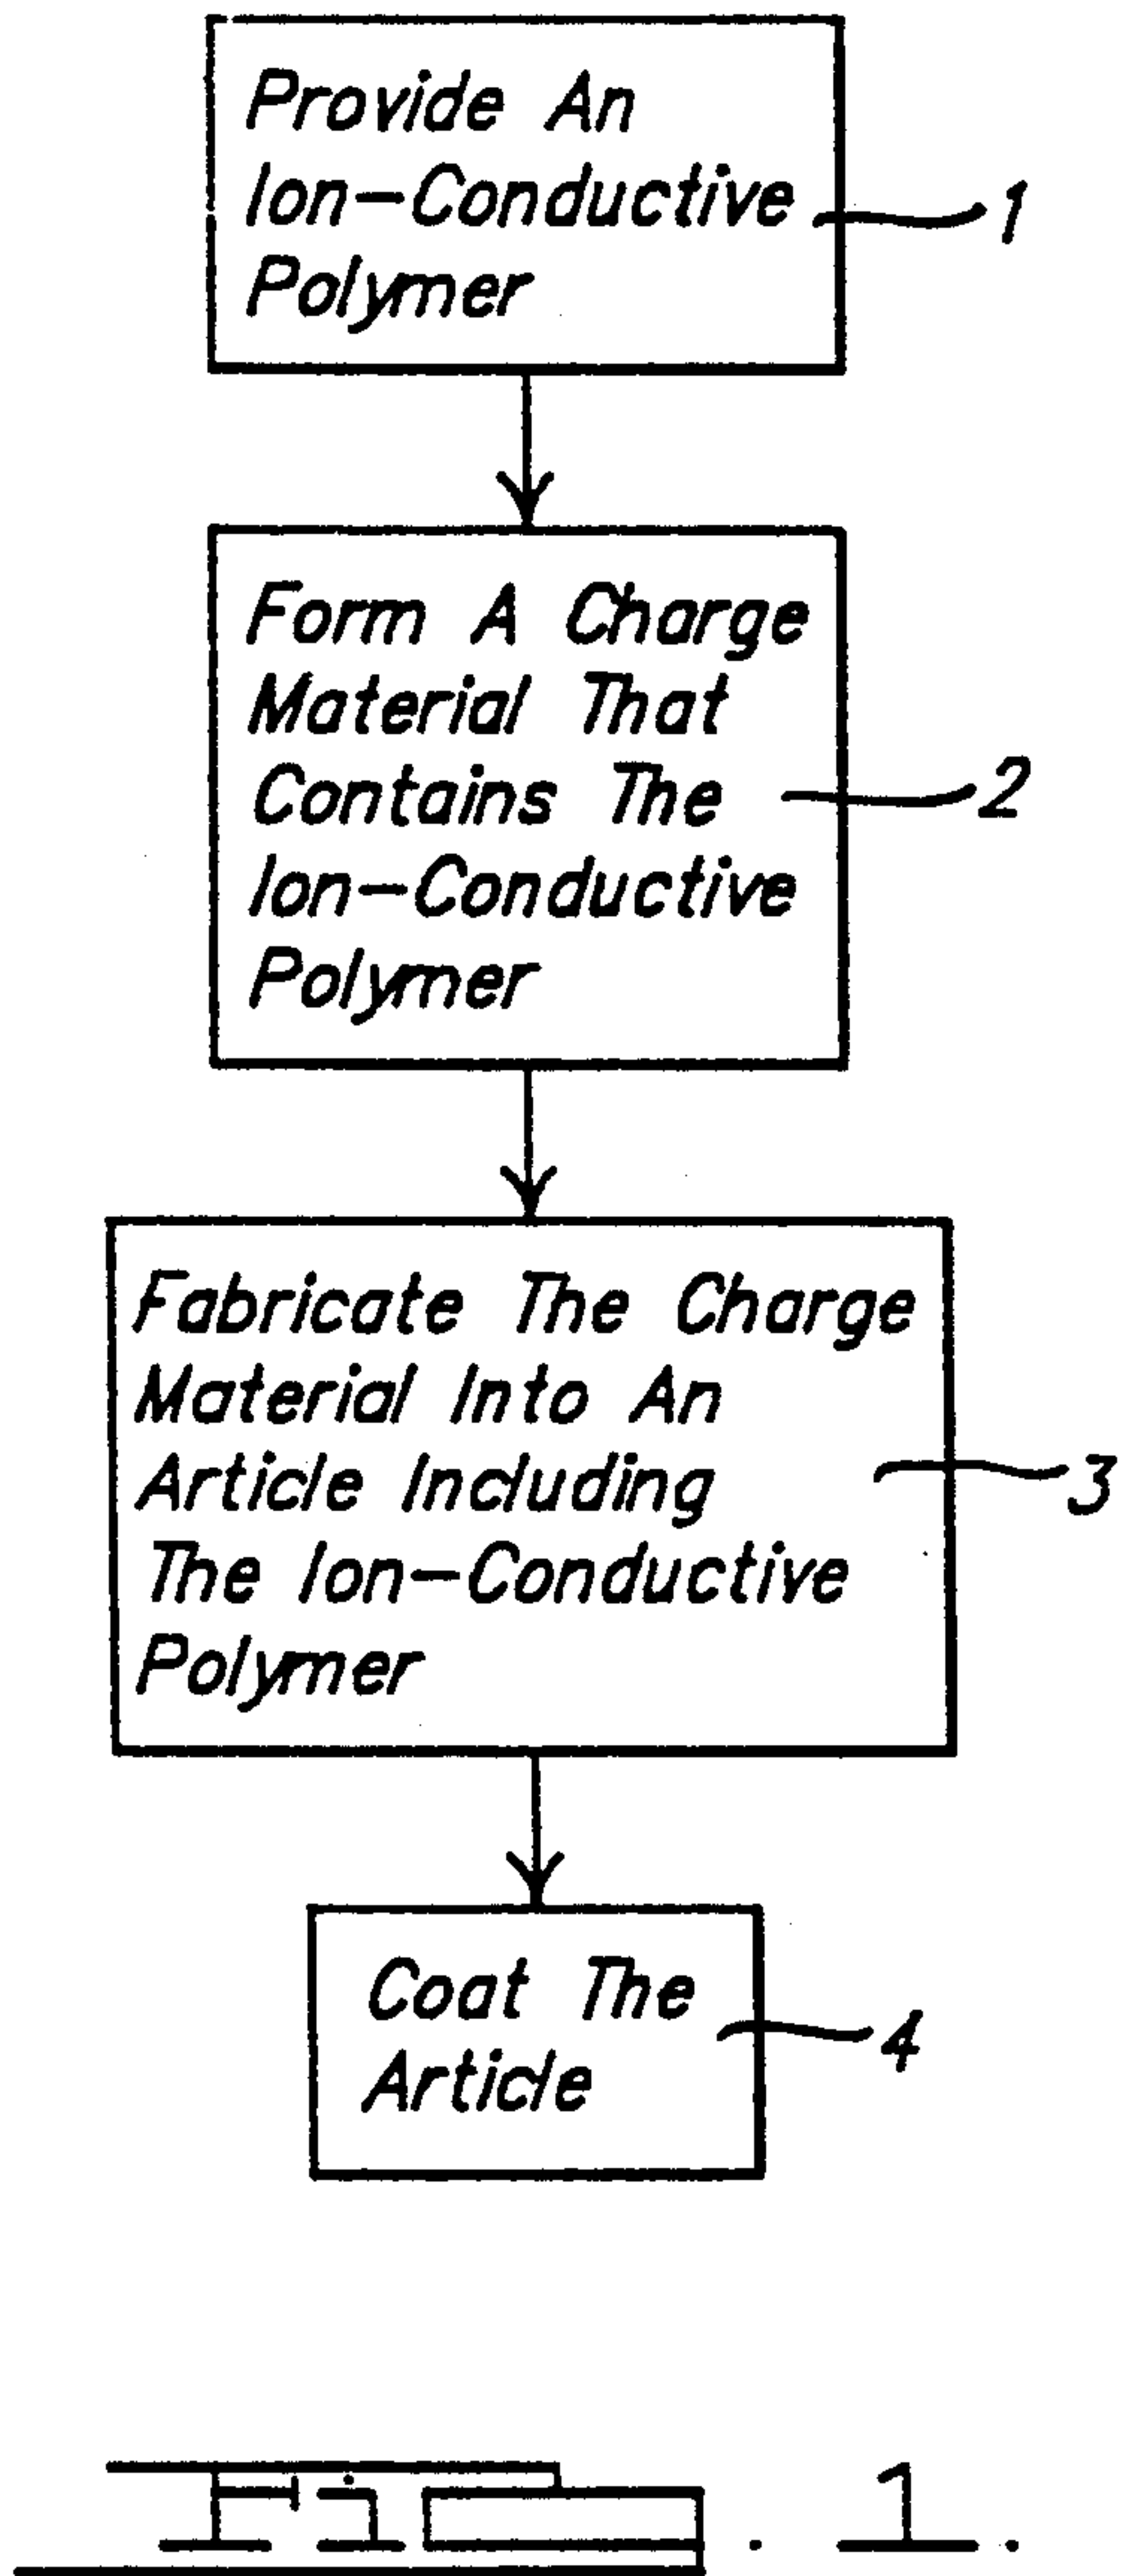 Provide An
Ion-Conductive
Polymer
1
Form A Charge
Material That
Contains The
Ion-Conductive
Polymer
2
Fabricate The Charge
Material Into An
Article Including
The Ion-Conductive
Polymer
3
Coat The
Article
4
Fig. 1.